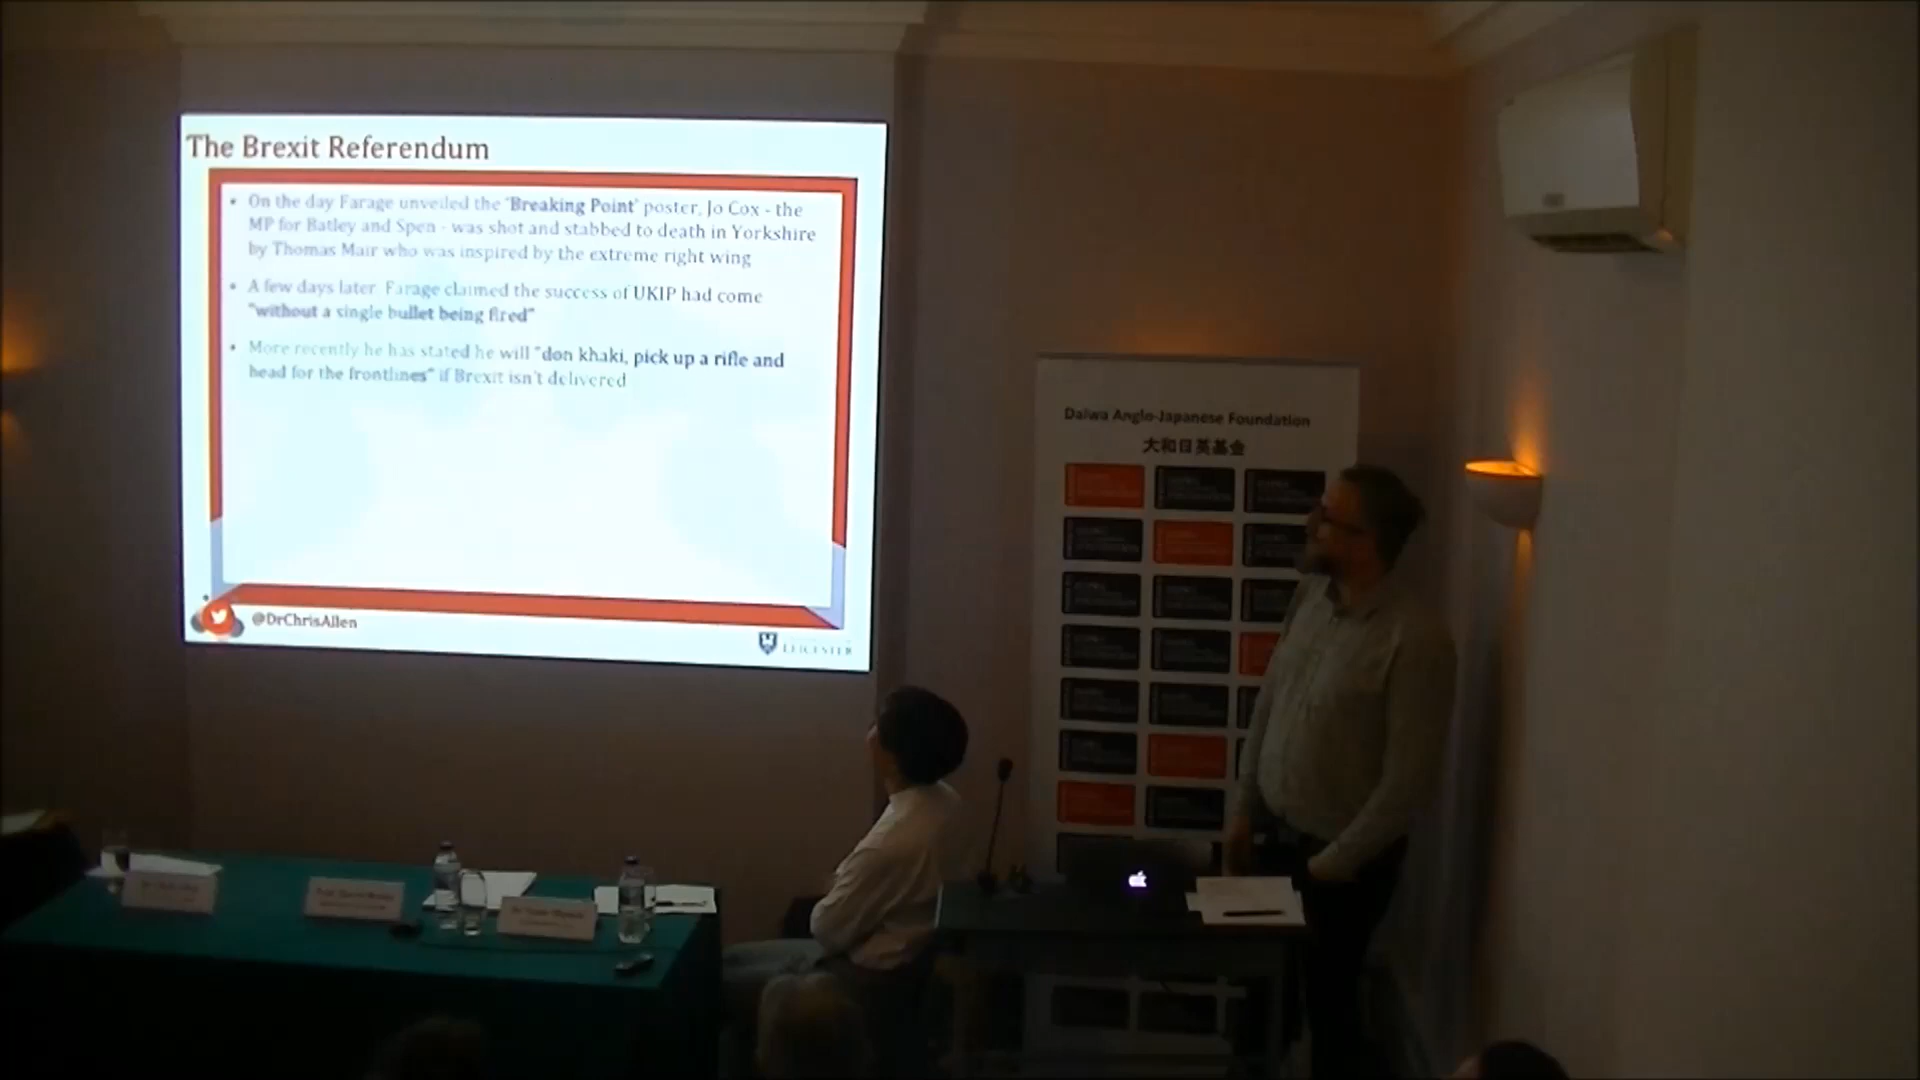 The Brexit Referendum
• On the day Farage unveiled the 'Breaking Point' poster, Jo Cox - the
MP for Batley and Spen - was shot and stabbed to death in Yorkshire
by Thomas Mair who was inspired by the extreme right wing
• A few days later, Farage claimed the success of UKIP had come
"without a single bullet being fired"
• More recently he has stated he will "don khaki, pick up a rifle and
head for the frontlines" if Brexit isn't delivered
@DrChrisAllen
LEICESTER
Daiwa Anglo-Japanese Foundation
大和日英基金